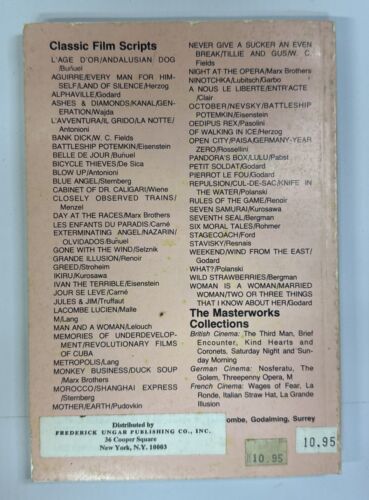 Classic Film Scripts
L'AGE D'OR/ANDALUSIAN DOG
/Buñuel
AGUIRRE/EVERY MAN FOR HIM-
SELF/LAND OF SILENCE/Herzog
ALPHAVILLE/Godard
ASHES & DIAMONDS/KANAL/GEN-
ERATION/Wajda
L'AVVENTURA/IL GRIDO/LA NOTTE/
Antonioni
BANK DICK/W. C. Fields
BATTLESHIP POTEMKIN/Eisenstein
BELLE DE JOUR/Buñuel
BICYCLE THIEVES/De Sica
BLOW UP/Antonioni
BLUE ANGEL/Sternberg
CABINET OF DR. CALIGARI/Wiene
CLOSELY OBSERVED TRAINS/
Menzel
DAY AT THE RACES/Marx Brothers
LES ENFANTS DU PARADIS/Carné
EXTERMINATING ANGEL/NAZARIN/
OLVIDADOS/Buñuel
GONE WITH THE WIND/Selznik
GRANDE ILLUSION/Renoir
GREED/Stroheim
IKIRU/Kurosawa
IVAN THE TERRIBLE/Eisenstein
JOUR SE LEVE/Carné
JULES & JIM/Truffaut
LACOMBE LUCIEN/Malle
M/Lang
MAN AND A WOMAN/Lelouch
MEMORIES OF UNDERDEVELOP-
MENT/REVOLUTIONARY FILMS
OF CUBA
METROPOLIS/Lang
MONKEY BUSINESS/DUCK SOUP
/Marx Brothers
MOROCCO/SHANGHAI EXPRESS
/Sternberg
MOTHER/EARTH/Pudovkin
NEVER GIVE A SUCKER AN EVEN
BREAK/TILLIE AND GUS/W. C.
Fields
NIGHT AT THE OPERA/Marx Brothers
NINOTCHKA/Lubitsch/Garbo
A NOUS LE LIBERTE/ENTR'ACTE
/Clair
OCTOBER/NEVSKY/BATTLESHIP
POTEMKIN/Eisenstein
OEDIPUS REX/Pasolini
OF WALKING IN ICE/Herzog
OPEN CITY/PAISA/GERMANY-YEAR
ZERO/Rossellini
PANDORA'S BOX/LULU/Pabst
PETIT SOLDAT/Godard
PIERROT LE FOU/Godard
REPULSION/CUL-DE-SAC/KNIFE IN
THE WATER/Polanski
RULES OF THE GAME/Renoir
SEVEN SAMURAI/Kurosawa
SEVENTH SEAL/Bergman
SIX MORAL TALES/Rohmer
STAGECOACH/Ford
STAVISKY/Resnais
WEEKEND/WIND FROM THE EAST/
Godard
WHAT?/Polanski
WILD STRAWBERRIES/Bergman
WOMAN IS A WOMAN/MARRIED
WOMAN/TWO OR THREE THINGS
THAT I KNOW ABOUT HER/Godard
The Masterworks
Collections
British Cinema: The Third Man, Brief
Encounter, Kind Hearts and
Coronets, Saturday Night and Sun-
day Morning
German Cinema: Nosferatu, The
Golem, Threepenny Opera, M
French Cinema: Wages of Fear, La
Ronde, Italian Straw Hat, La Grande
Illusion
Distributed by
FREDERICK UNGAR PUBLISHING CO., INC.
36 Cooper Square
New York, N.Y. 10003
ombe, Godalming, Surrey
10.95
10.95